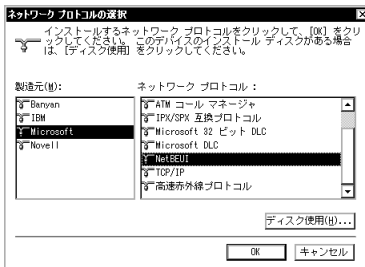 ネットワーク プロトコルの選択
インストールするネットワーク プロトコルをクリックして、[OK] をクリ
ックしてください。 このデバイスのインストール ディスクがある場合
は、[ディスク使用] をクリックしてください。
製造元(M):
Banyan
IBM
Microsoft
Novell
ネットワーク プロトコル :
ATM コール マネージャ
IPX/SPX 互換プロトコル
Microsoft 32 ビット DLC
Microsoft DLC
NetBEUI
TCP/IP
高速赤外線プロトコル
ディスク使用(H)...
OK
キャンセル